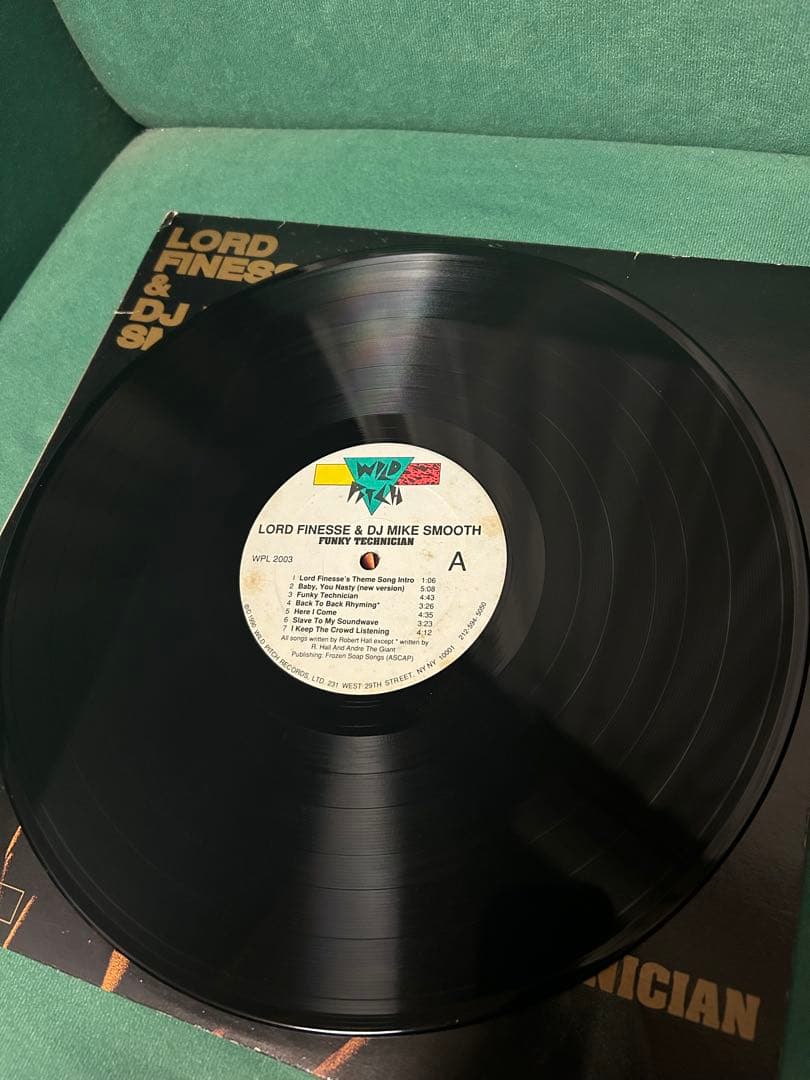 LORD
FINESS
&
DJ
WILD
PITCH
LORD FINESSE & DJ MIKE SMOOTH
FUNKY TECHNICIAN
WPL 2003
A
1 Lord Finesse's Theme Song Intro 1:06
2 Baby, You Nasty (new version) 5:08
3 Funky Technician 4:43
4 Back To Back Rhyming* 3:26
5 Here I Come 4:35
6 Slave To My Soundwave 3:23
7 I Keep The Crowd Listening 4:12
All songs written by Robert Hall except * written by
R. Hall And Andre The Giant
Publishing: Frozen Soap Songs (ASCAP)
℗© 1990 WILD PITCH RECORDS, LTD 231 WEST 29TH STREET, NY NY 10001 212-594-5050
NICIAN